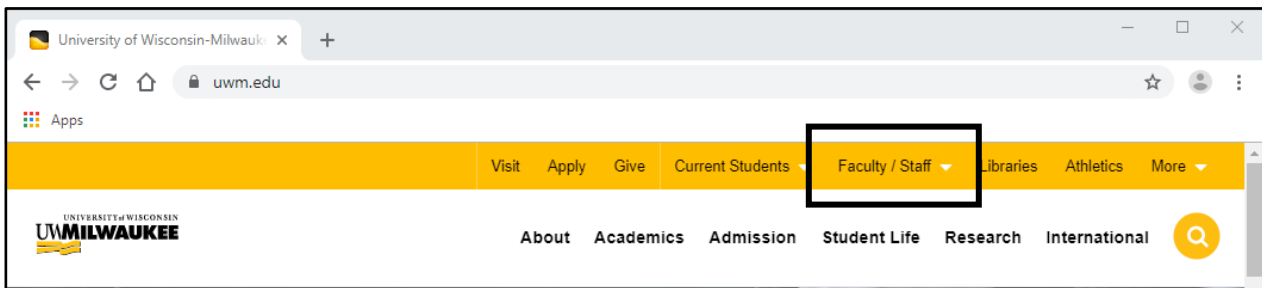 University of Wisconsin-Milwauk
uwm.edu
Apps
Visit Apply Give Current Students Faculty / Staff Libraries Athletics More
UNIVERSITY of WISCONSIN
UWMILWAUKEE
About Academics Admission Student Life Research International